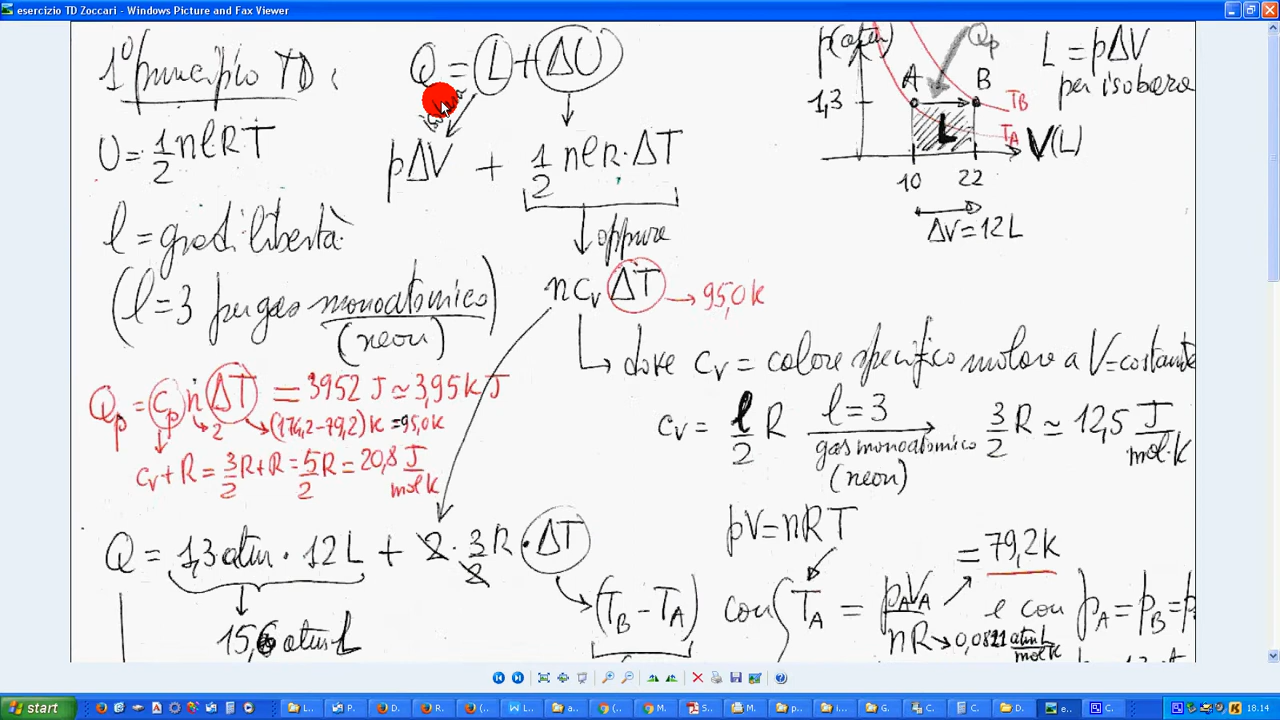 esercizio TD Zoccari - Windows Picture and Fax Viewer
1° principio TD :
Q = L + ΔU
isobara
pΔV + 1/2 nlR·ΔT
U = 1/2 nlRT
l = gradi libertà
(l = 3 per gas monoatomico)
(neon)
oppure
n cv ΔT → 95,0 K
dove cv = calore specifico molare a V=costante
cv = l/2 R
l = 3
gas monoatomico
(neon)
3/2 R ≃ 12,5 J/mol·K
p(atm)
Qp
A
B
1,3
L
TB
TA
V(L)
10
22
ΔV = 12L
L = pΔV
per isobara
Qp = cp n ΔT = 3952 J ≃ 3,95 kJ
2
(174,2-79,2)K = 95,0K
cv + R = 3/2 R + R = 5/2 R = 20,8 J/mol K
Q = 1,3 atm · 12 L + 2 · 3/2 R · ΔT
15,6 atm·L
(TB - TA)
pV = nRT
con
TA = pAVA/nR
= 79,2K
0,0821 atm L/mol K
e con
pA = pB = p
start
18.14